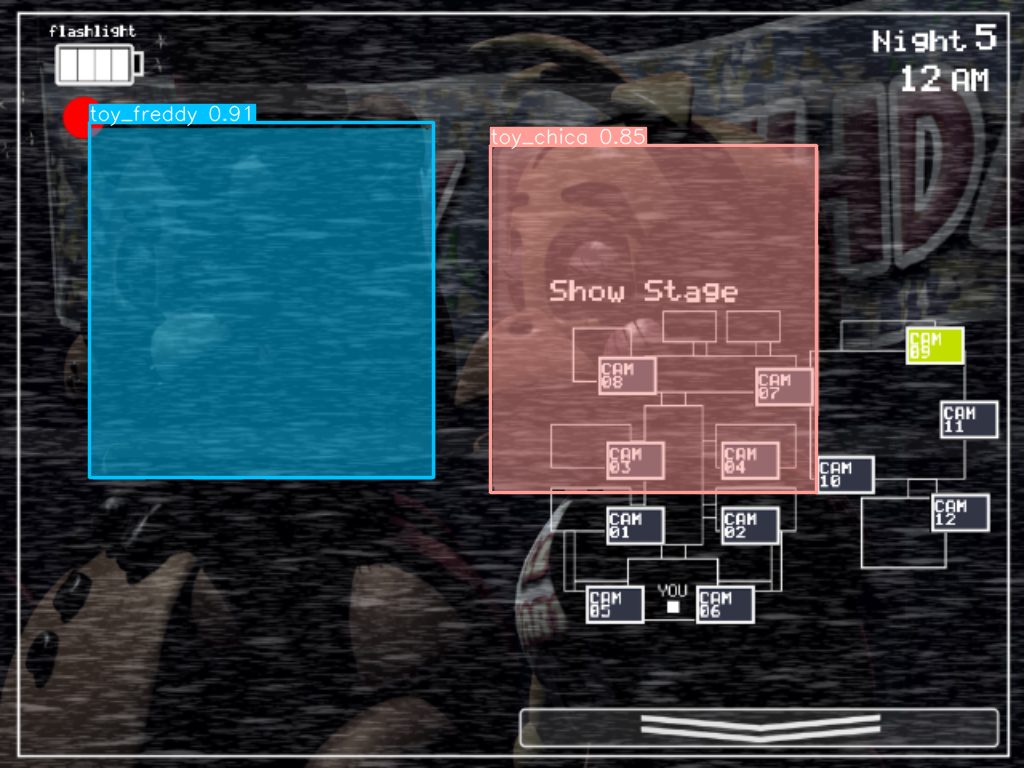 flashlight
Night 5
12 AM
toy_freddy 0.91
toy_chica 0.85
Show Stage
CAM 09
CAM 08
CAM 07
CAM 11
CAM 03
CAM 04
CAM 10
CAM 12
CAM 01
CAM 02
YOU
CAM 05
CAM 06